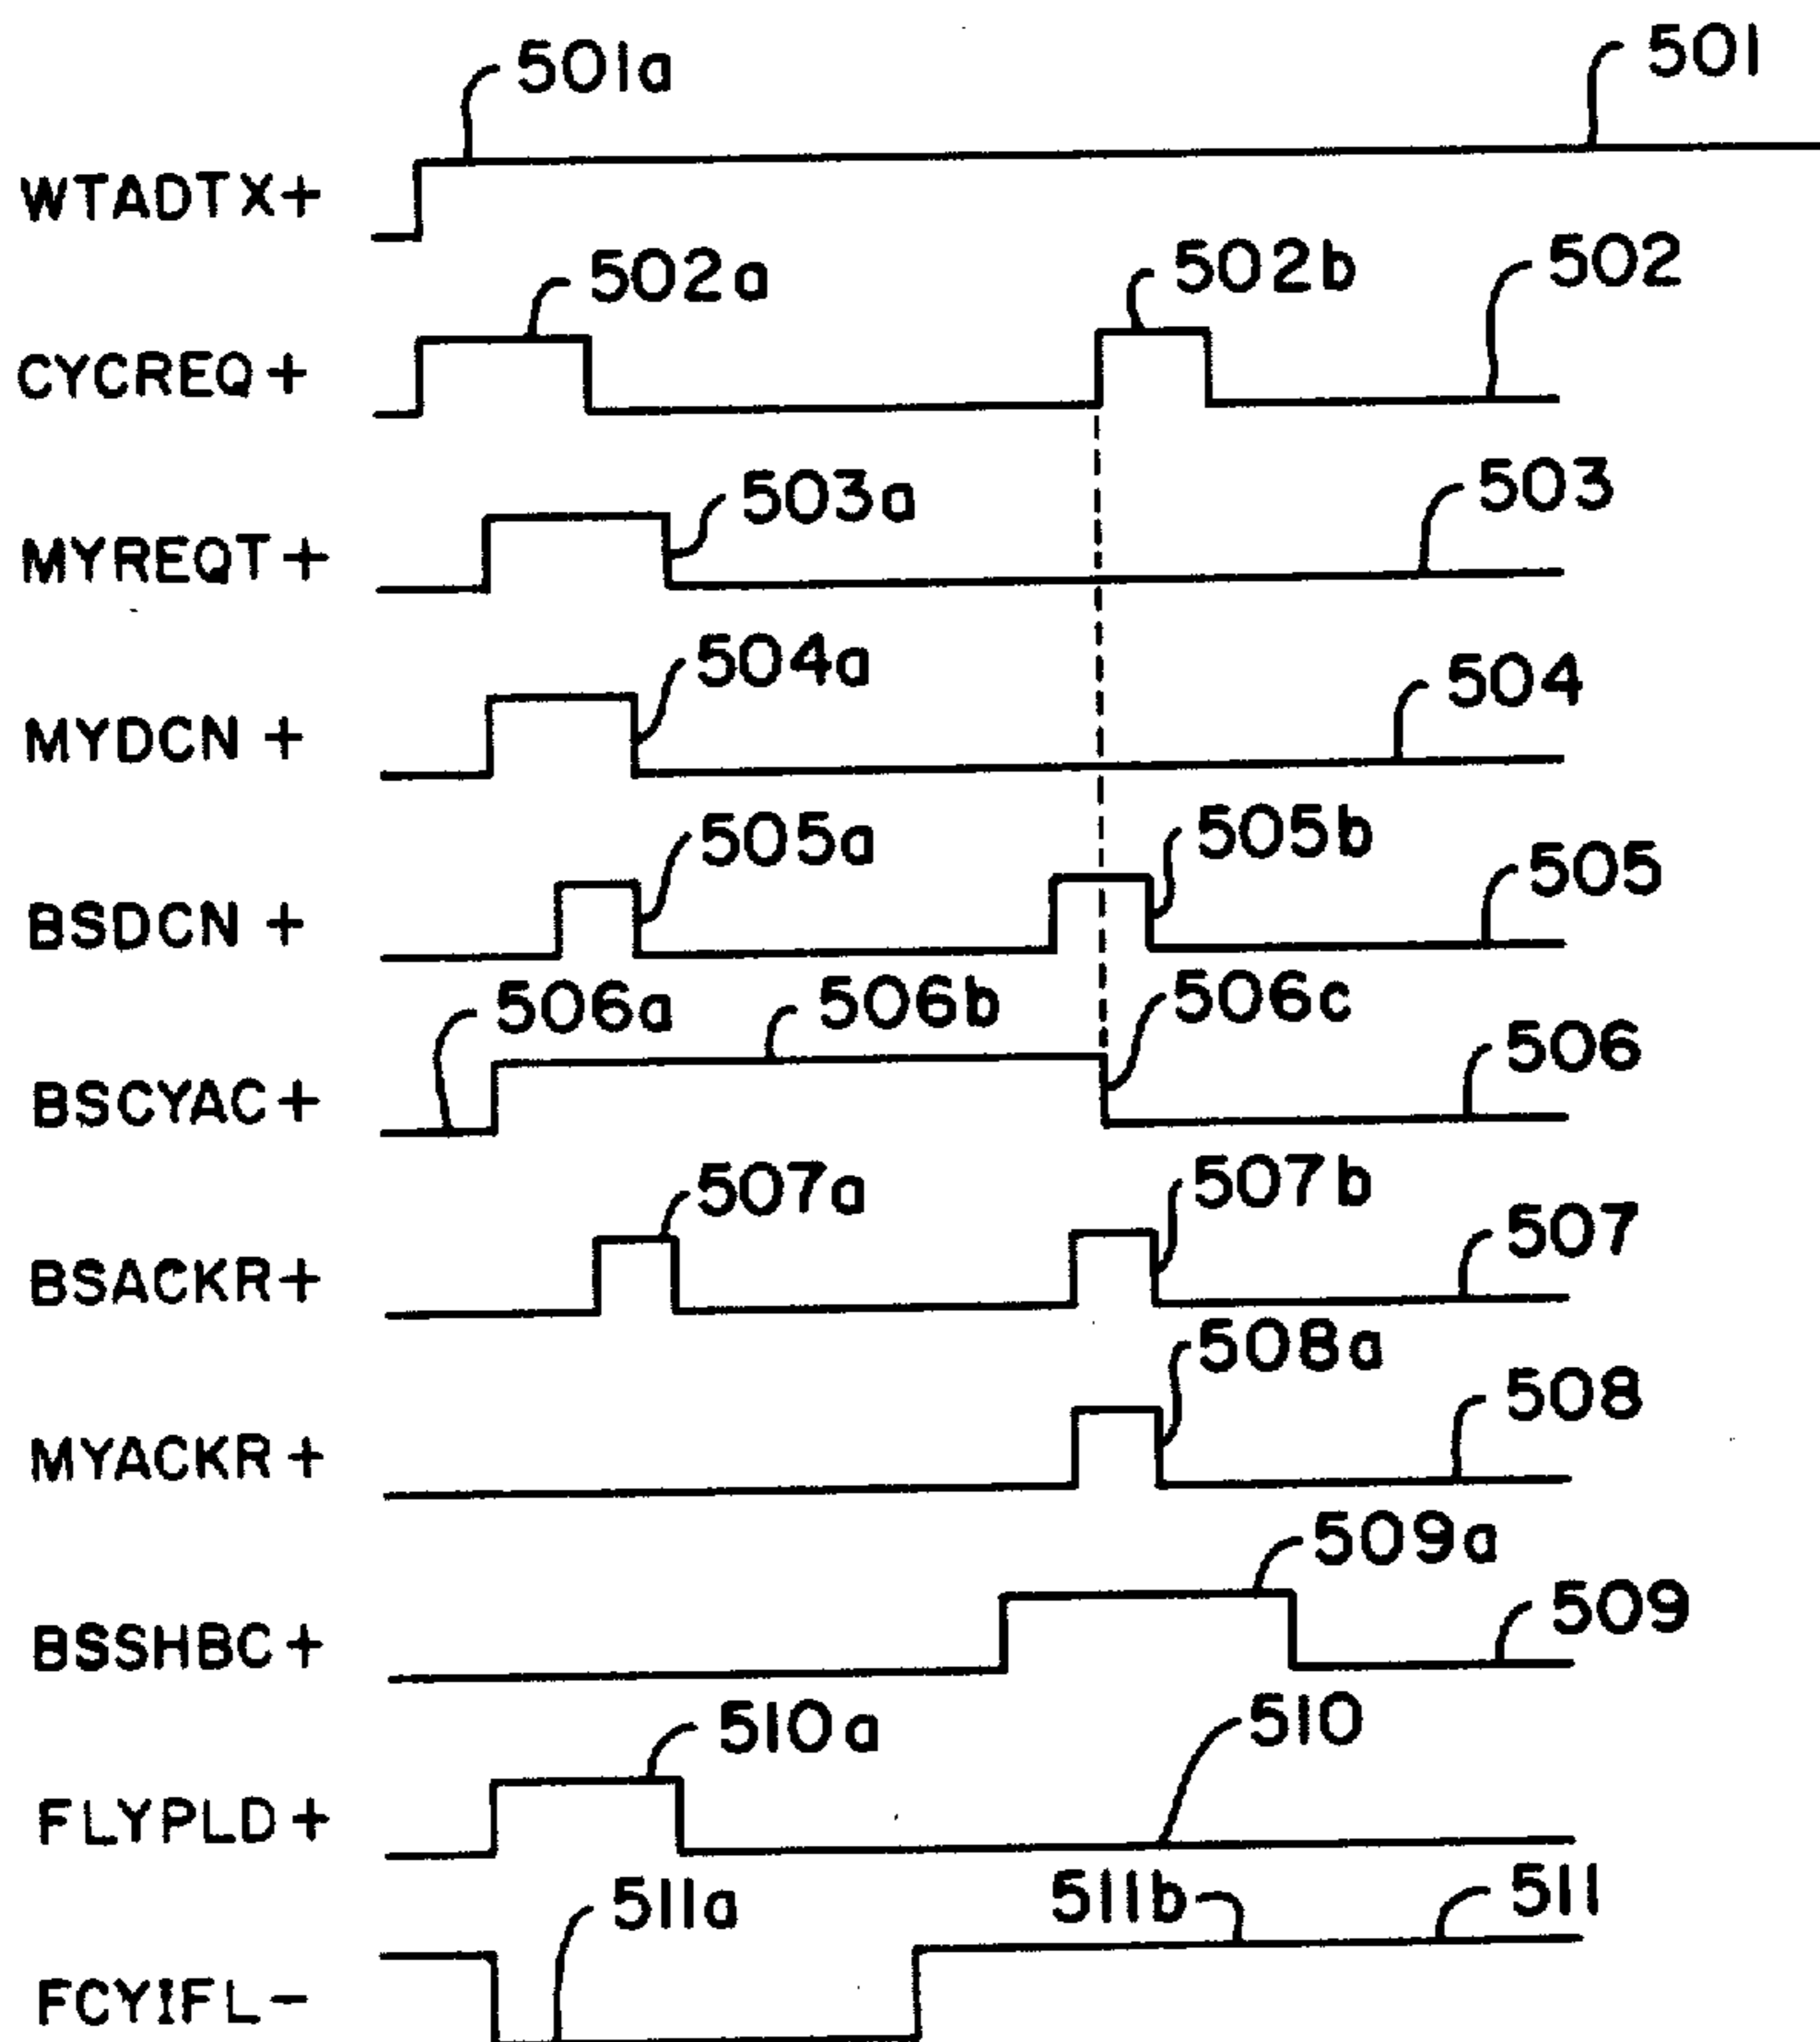 501a 501
WTADTX+
502a 502b 502
CYCREQ+
503a 503
MYREQT+
504a 504
MYDCN+
505a 505b 505
BSDCN+
506a 506b 506c 506
BSCYAC+
507a 507b 507
BSACKR+
508a 508
MYACKR+
509a 509
BSSHBC+
510a 510
FLYPLD+
511a 511b 511
FCYIFL-